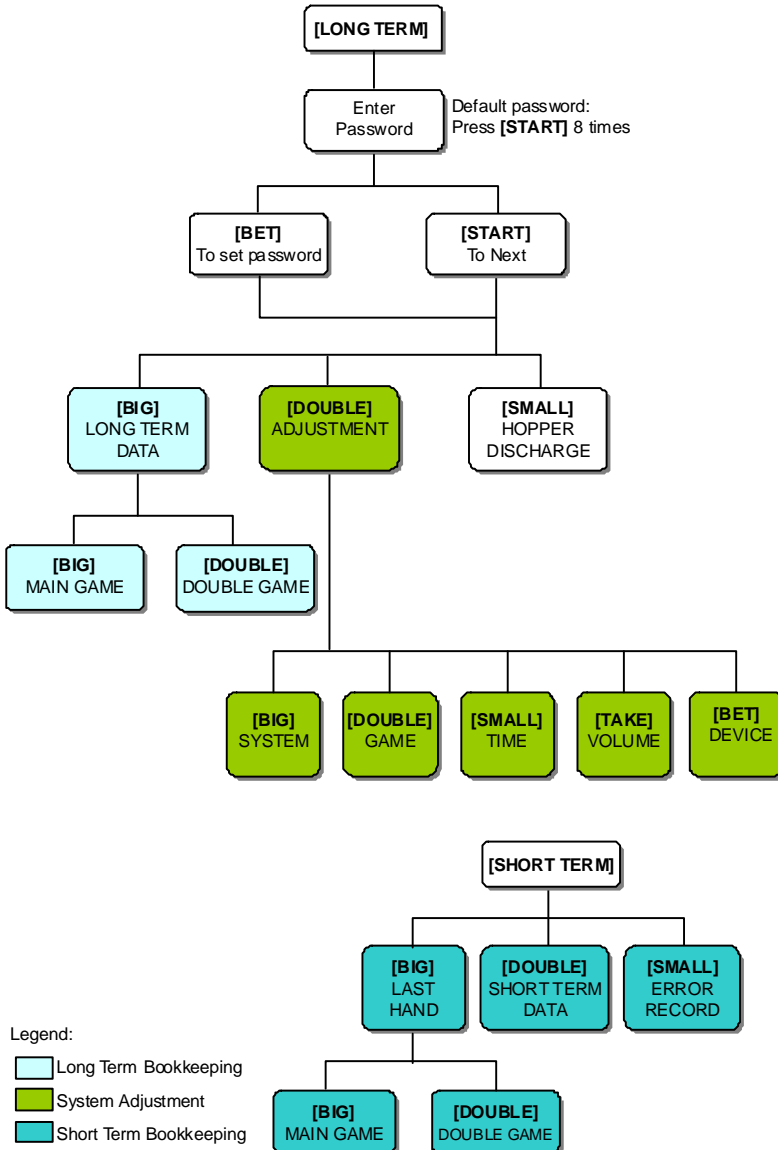 [LONG TERM]
Enter
Password
Default password:
Press [START] 8 times
[BET]
To set password
[START]
To Next
[BIG]
LONG TERM
DATA
[DOUBLE]
ADJUSTMENT
[SMALL]
HOPPER
DISCHARGE
[BIG]
MAIN GAME
[DOUBLE]
DOUBLE GAME
[BIG]
SYSTEM
[DOUBLE]
GAME
[SMALL]
TIME
[TAKE]
VOLUME
[BET]
DEVICE
[SHORT TERM]
[BIG]
LAST
HAND
[DOUBLE]
SHORT TERM
DATA
[SMALL]
ERROR
RECORD
[BIG]
MAIN GAME
[DOUBLE]
DOUBLE GAME
Legend:
Long Term Bookkeeping
System Adjustment
Short Term Bookkeeping